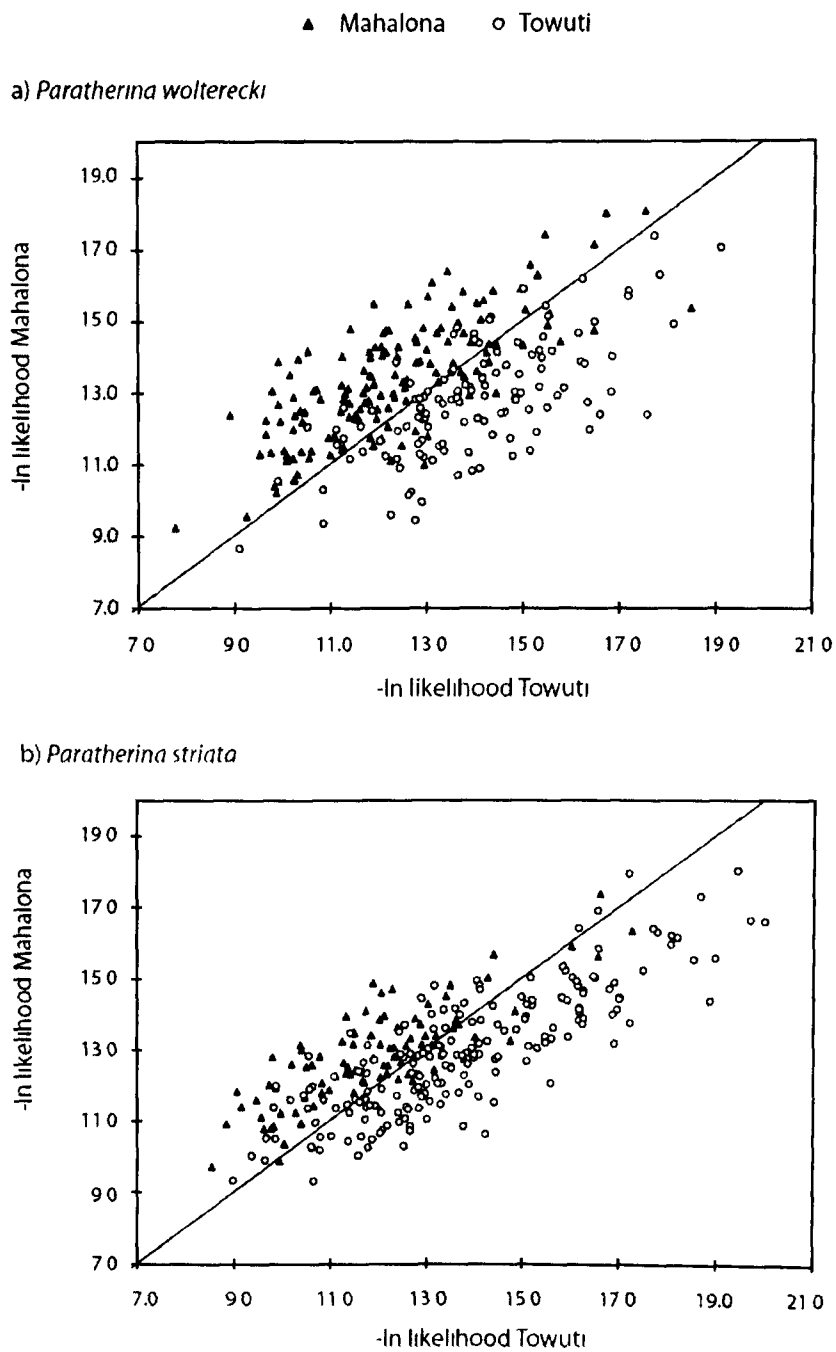 ▲ Mahalona ○ Towuti
a) Paratherina wolterecki
-ln likelihood Mahalona
19.0
17.0
15.0
13.0
11.0
9.0
7.0
7.0 9.0 11.0 13.0 15.0 17.0 19.0 21.0
-ln likelihood Towuti
b) Paratherina striata
-ln likelihood Mahalona
19.0
17.0
15.0
13.0
11.0
9.0
7.0
7.0 9.0 11.0 13.0 15.0 17.0 19.0 21.0
-ln likelihood Towuti